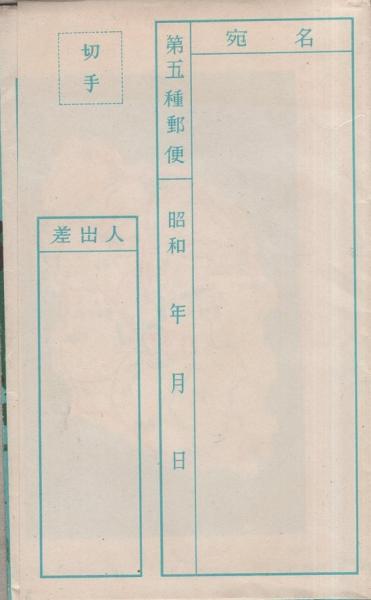 名宛
第五種郵便
昭和 年 月 日
切手
人出差